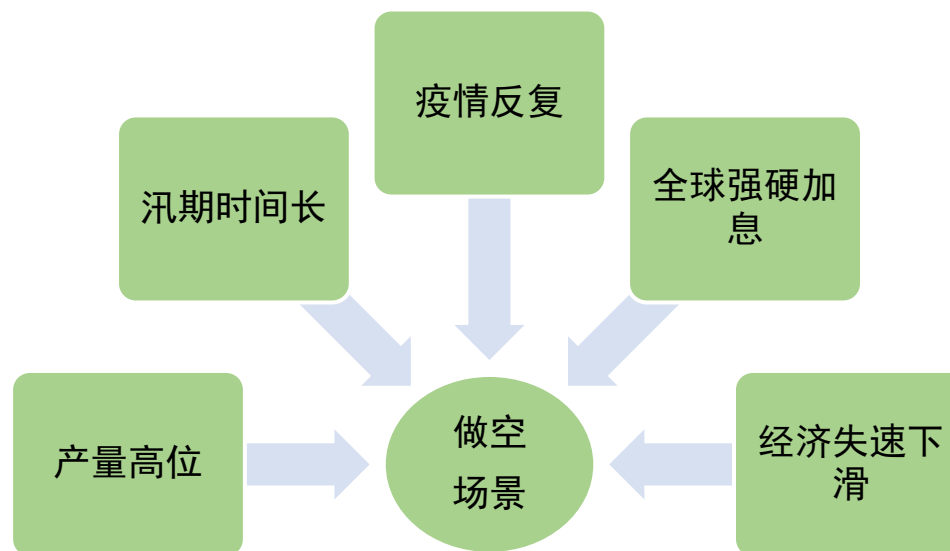 疫情反复
汛期时间长
全球强硬加
息
产量高位
做空
场景
经济失速下
滑